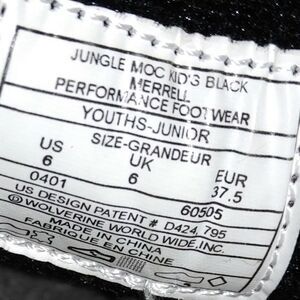 JUNGLE MOC KID'S BLACK
MERRELL
PERFORMANCE FOOTWEAR
YOUTHS-JUNIOR
SIZE-GRANDEUR
US UK EUR
6 6 37.5
0401 60505
US DESIGN PATENT # D424,795
© WOLVERINE WORLD WIDE, INC.
MADE IN CHINA
FABRIQUE EN CHINE